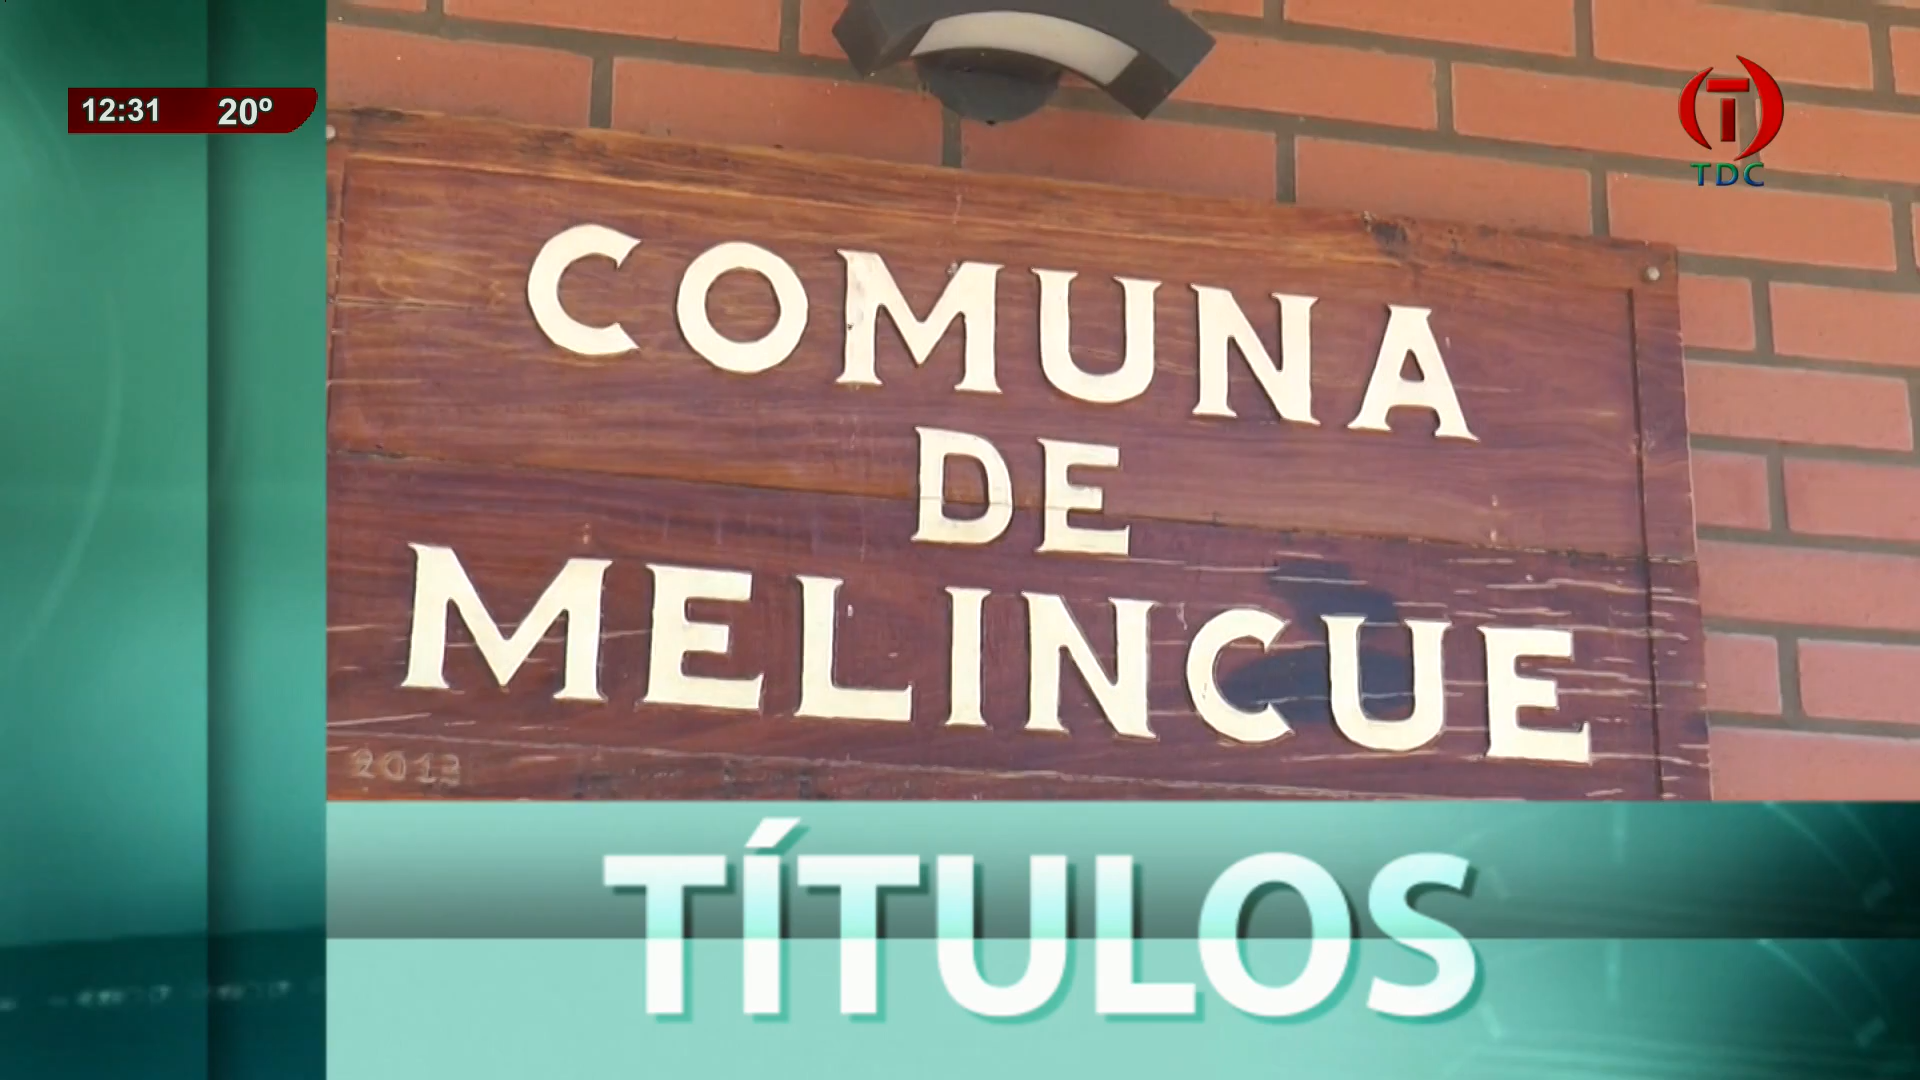 12:31 20º
T
TDC
COMUNA
DE
MELINCUE
2013
TÍTULOS